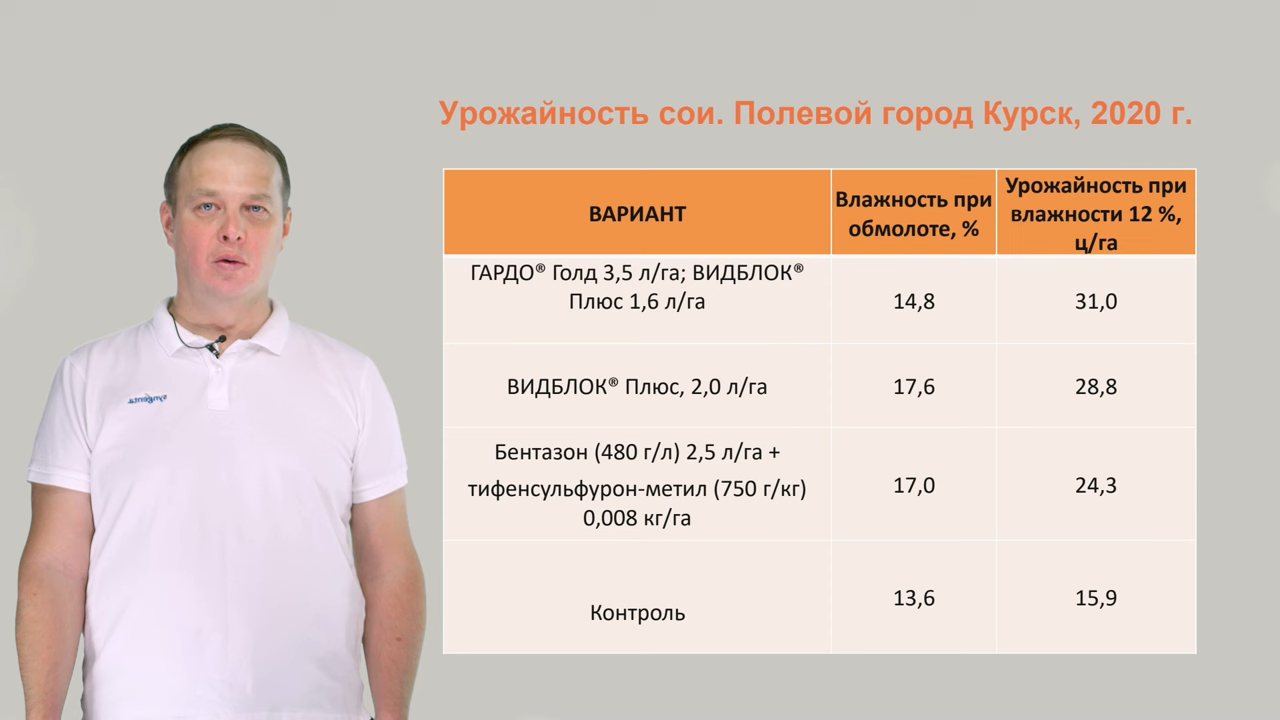 Урожайность сои. Полевой город Курск, 2020 г.
ВАРИАНТ
Влажность при
обмолоте, %
Урожайность при
влажности 12 %,
ц/га
ГАРДО® Голд 3,5 л/га; ВИДБЛОК®
Плюс 1,6 л/га
14,8
31,0
ВИДБЛОК® Плюс, 2,0 л/га
17,6
28,8
Бентазон (480 г/л) 2,5 л/га +
тифенсульфурон-метил (750 г/кг)
0,008 кг/га
17,0
24,3
Контроль
13,6
15,9